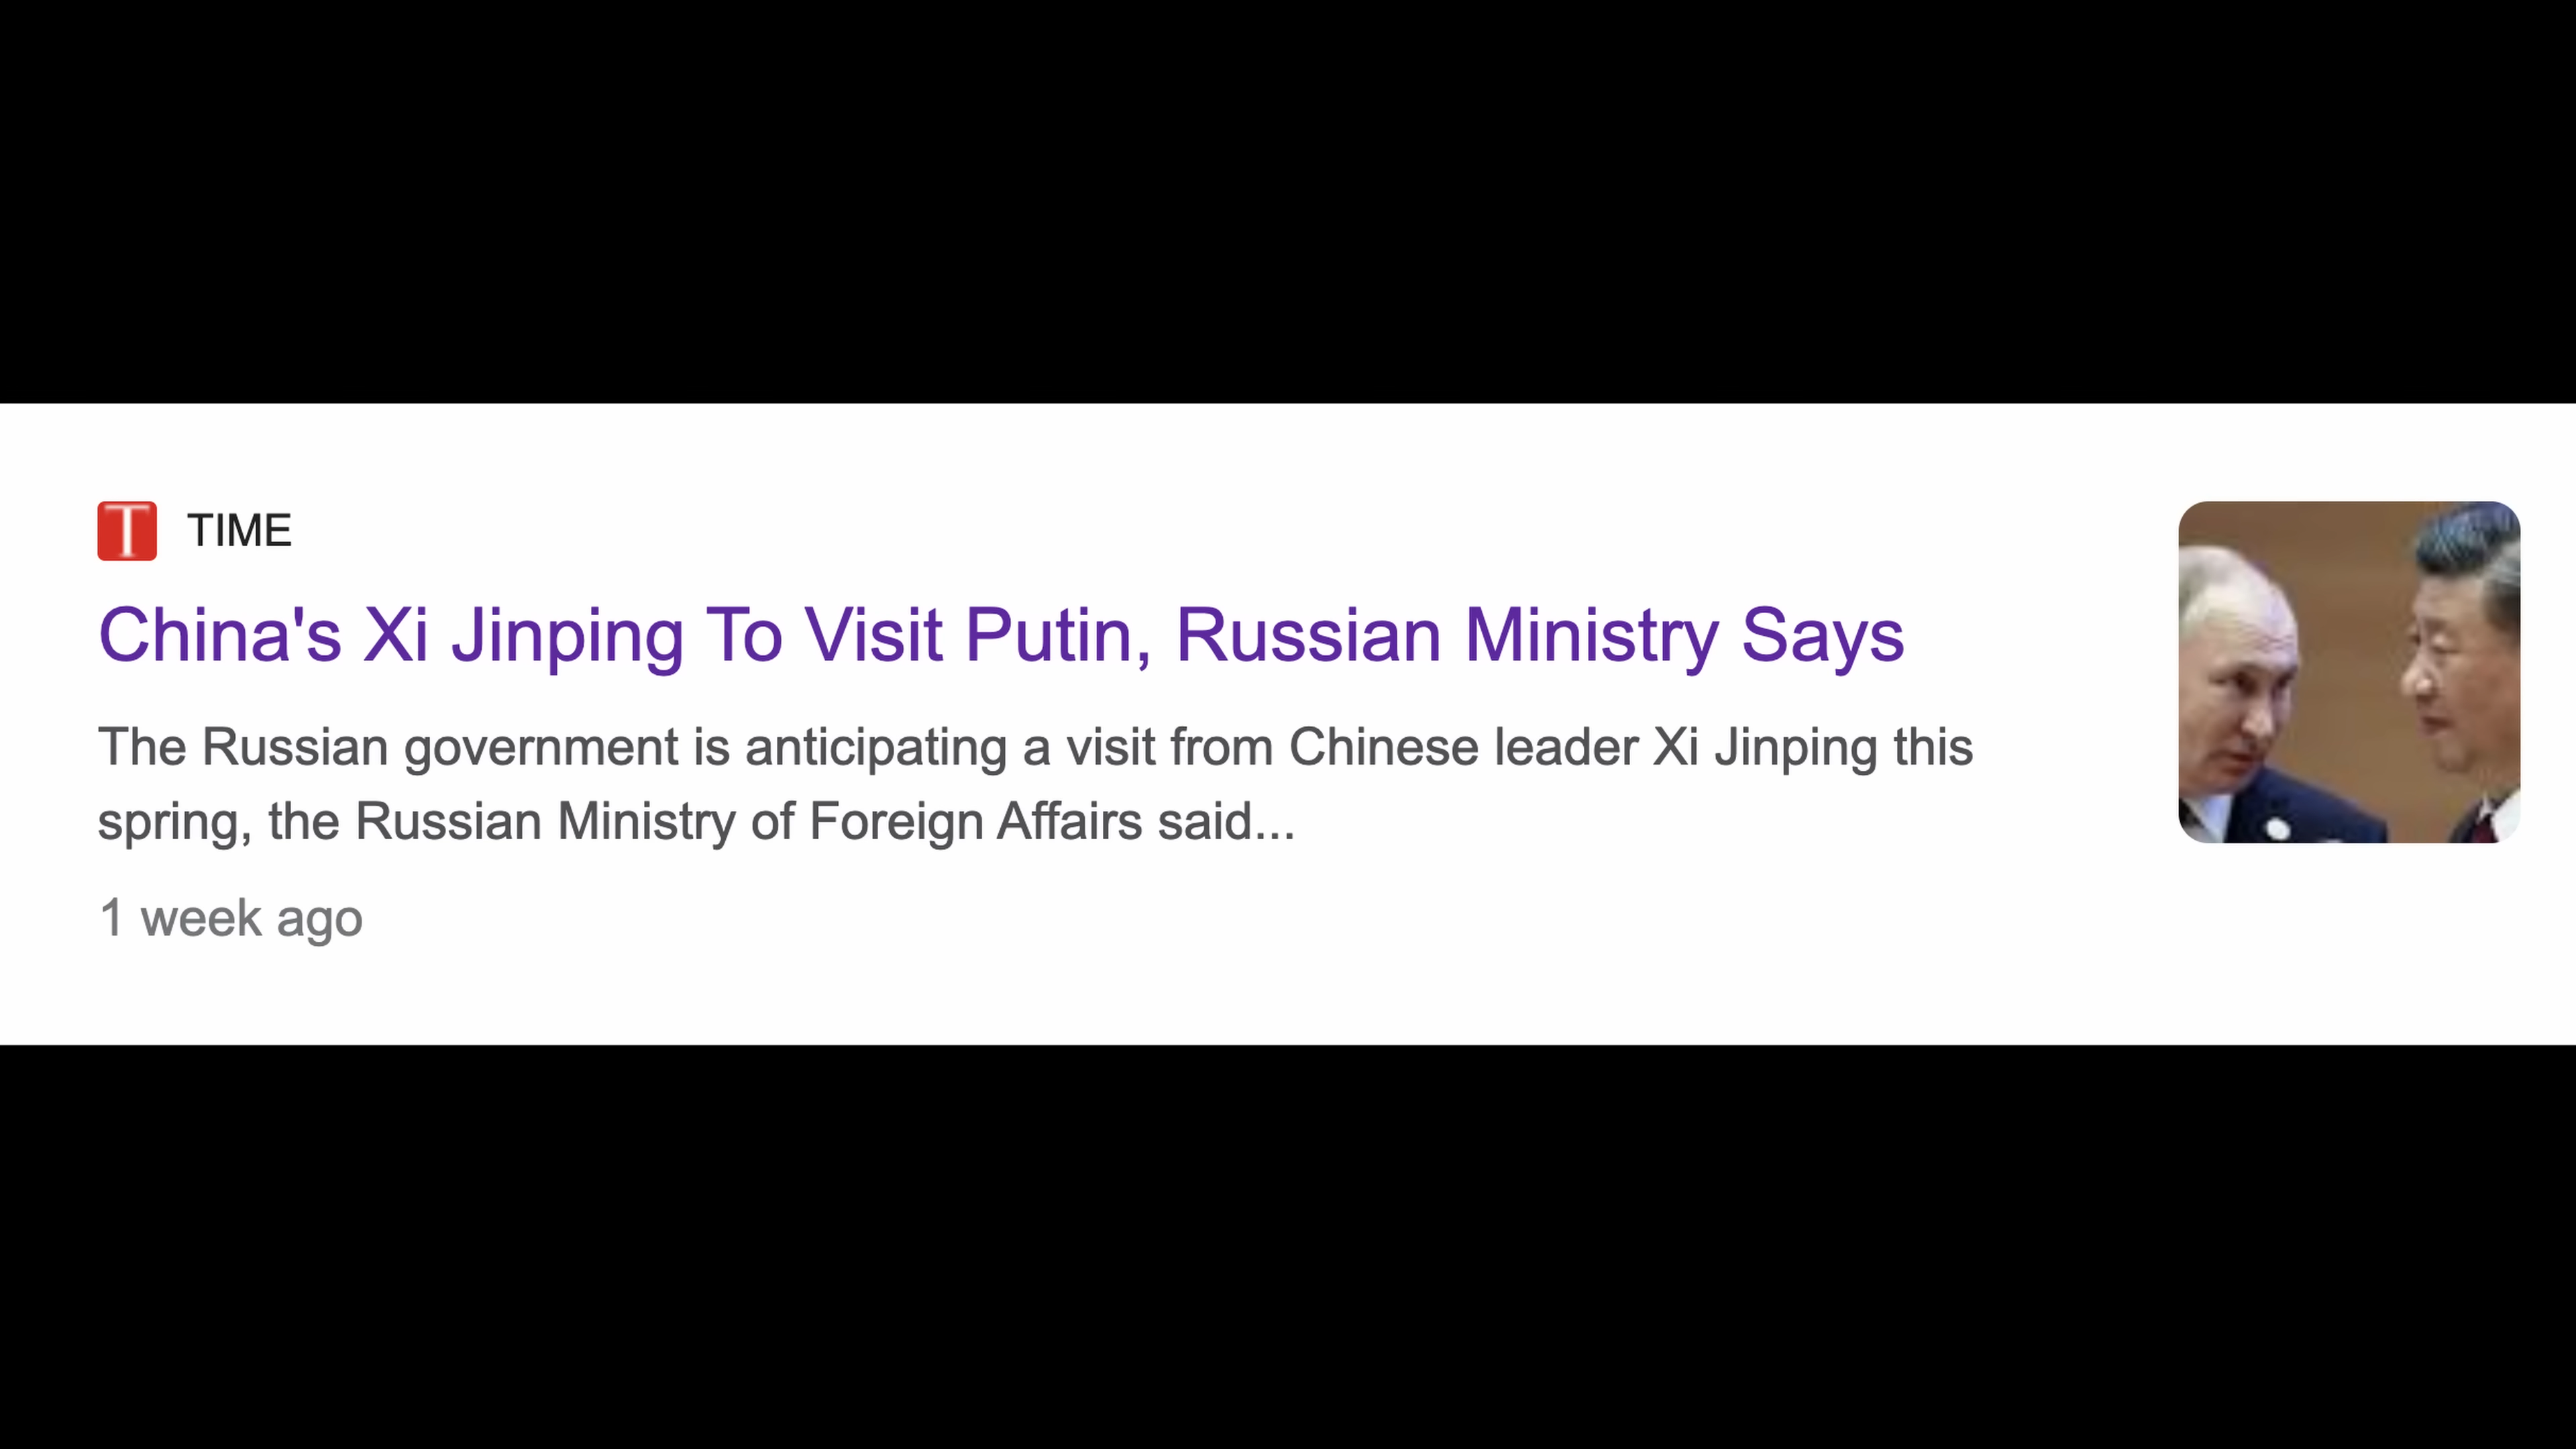 T TIME
China's Xi Jinping To Visit Putin, Russian Ministry Says
The Russian government is anticipating a visit from Chinese leader Xi Jinping this
spring, the Russian Ministry of Foreign Affairs said...
1 week ago